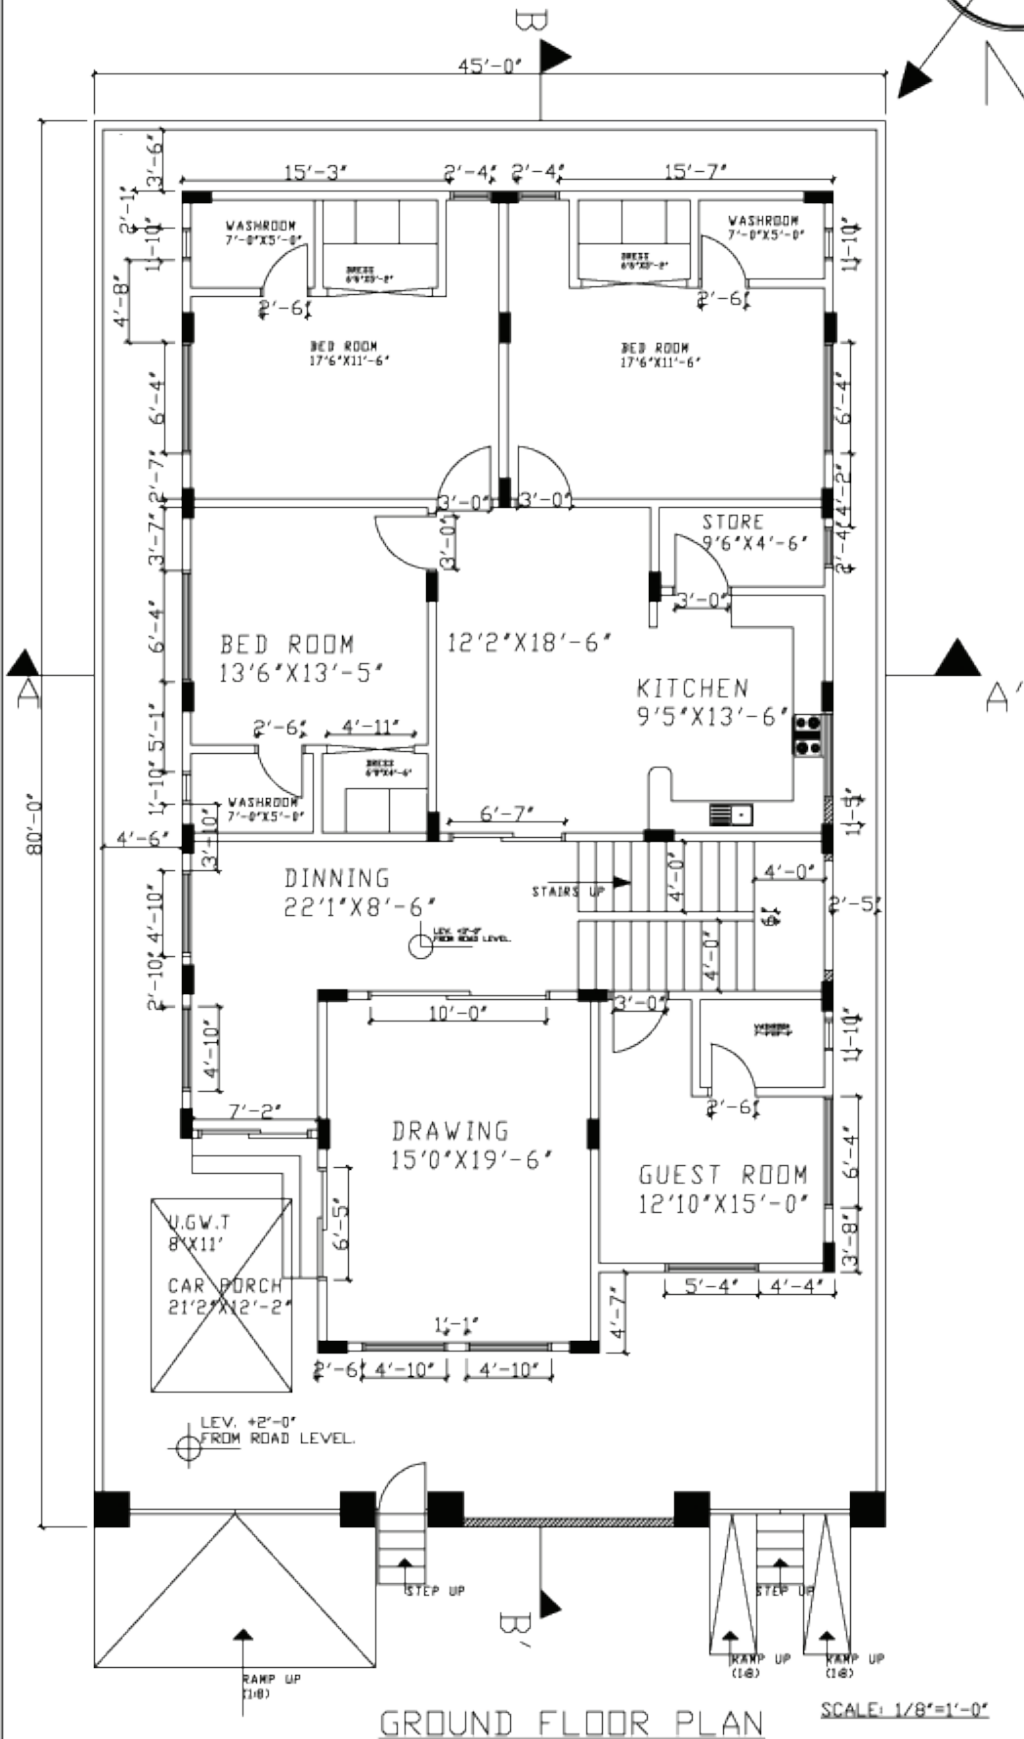 B
45'-0"
N
3'-6"
15'-3"
2'-4"
2'-4"
15'-7"
2'-1"
WASHROOM
7'-0"X5'-0"
WASHROOM
7'-0"X5'-0"
1'-10"
1'-10"
DRESS
DRESS
4'-8"
2'-6"
2'-6"
BED ROOM
17'6"X11'-6"
BED ROOM
17'6"X11'-6"
6'-4"
6'-4"
2'-7"
4'-2"
3'-0"
3'-0"
3'-7"
3'-0"
STORE
9'6"X4'-6"
2'-4"
3'-0"
6'-4"
BED ROOM
13'6"X13'-5"
12'2"X18'-6"
A
A'
KITCHEN
9'5"X13'-6"
5'-1"
2'-6"
4'-11"
DRESS
1'-10"
WASHROOM
7'-0"X5'-0"
6'-7"
1'-5"
80'-0"
4'-6"
3'-10"
DINNING
22'1"X8'-6"
STAIRS UP
4'-0"
4'-0"
2'-5"
6"
4'-10"
FROM ROAD LEVEL.
4'-0"
2'-10"
10'-0"
3'-0"
4'-10"
1'-10"
7'-2"
2'-6"
DRAWING
15'0"X19'-6"
6'-4"
GUEST ROOM
12'10"X15'-0"
6'-5"
U.G.W.T
8'X11'
3'-8"
CAR PORCH
21'2"X12'-2"
5'-4"
4'-4"
4'-7"
1'-1"
2'-6"
4'-10"
4'-10"
LEV. +2'-0"
FROM ROAD LEVEL.
STEP UP
STEP UP
B'
RAMP UP
(1:8)
RAMP UP
(1:8)
RAMP UP
(1:8)
GROUND FLOOR PLAN
SCALE: 1/8"=1'-0"